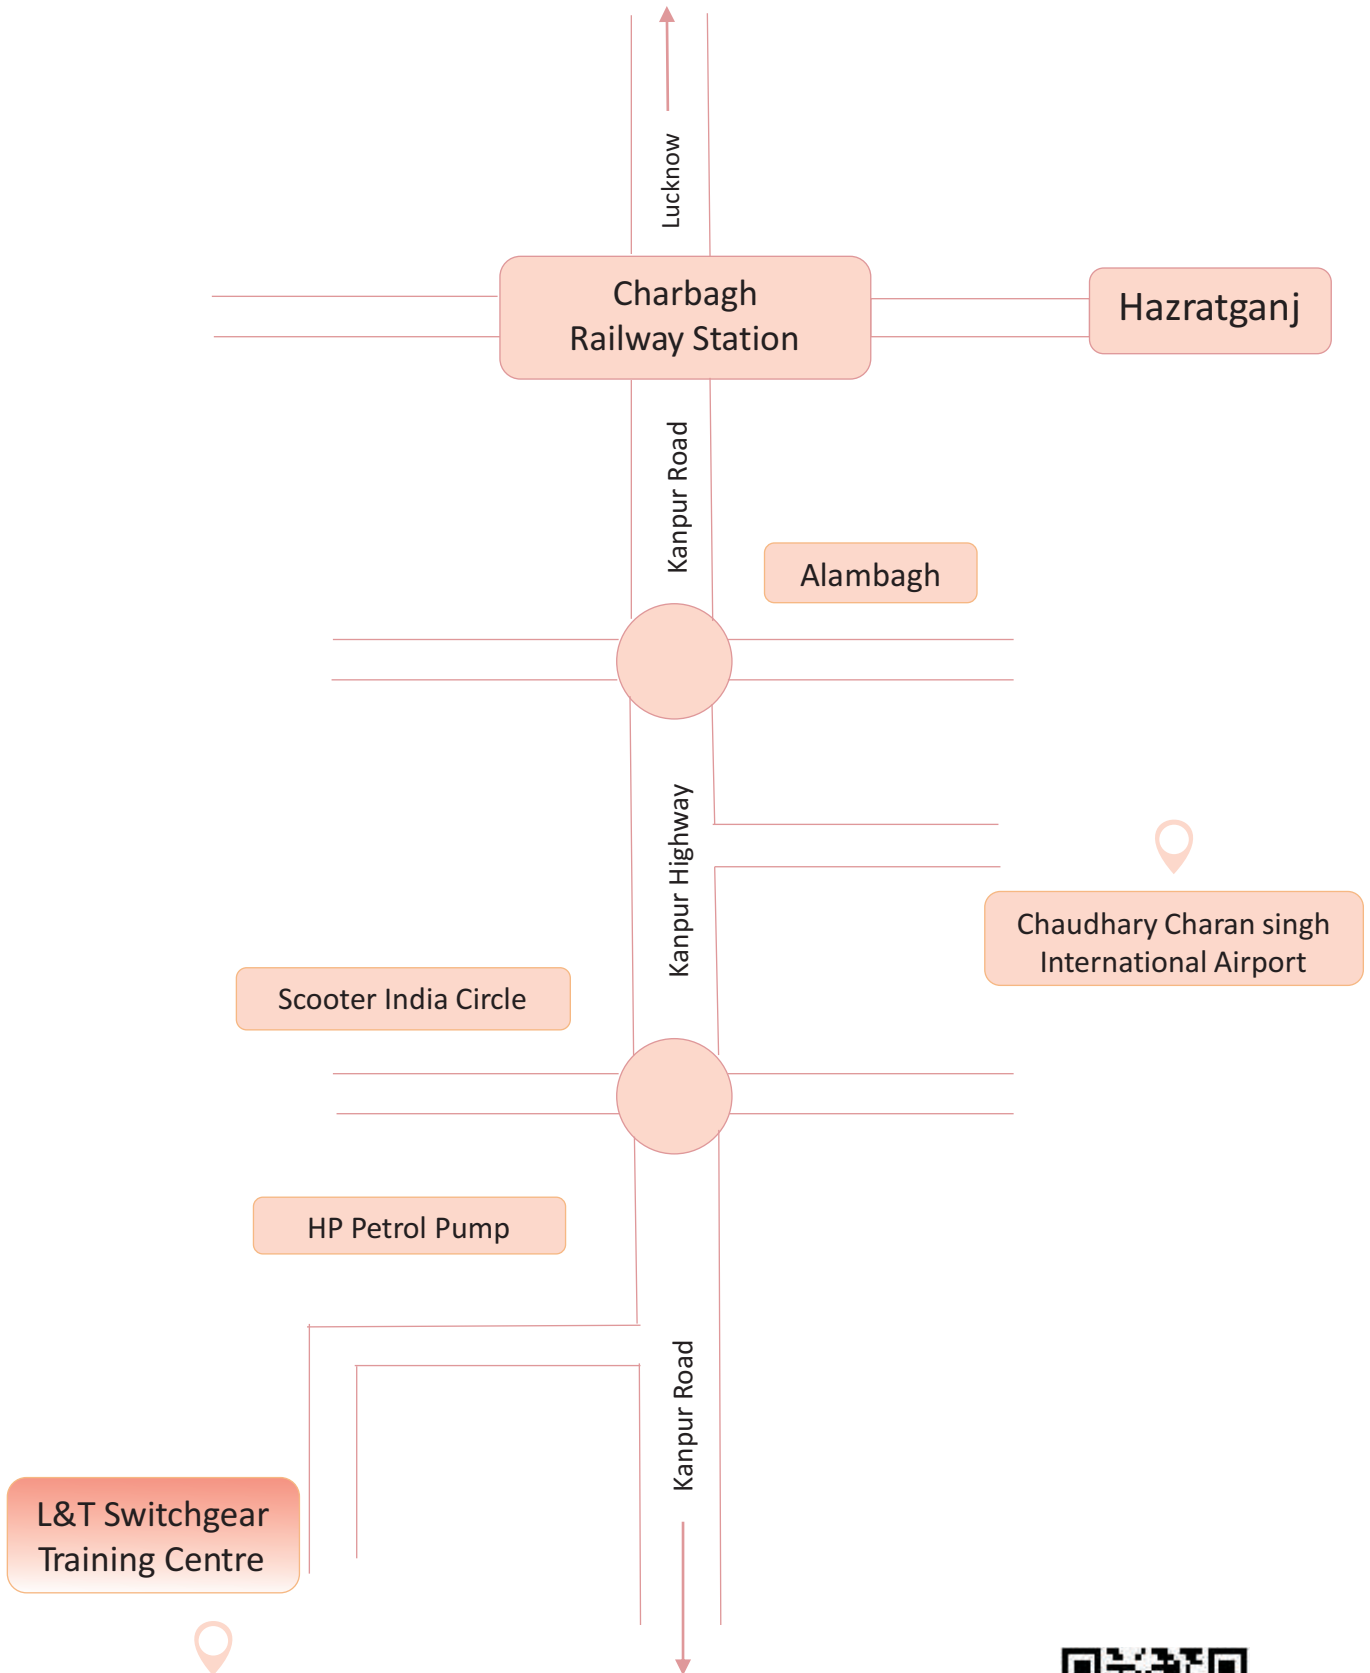 Lucknow
Charbagh
Railway Station
Hazratganj
Kanpur Road
Alambagh
Kanpur Highway
Chaudhary Charan singh
International Airport
Scooter India Circle
HP Petrol Pump
Kanpur Road
L&T Switchgear
Training Centre